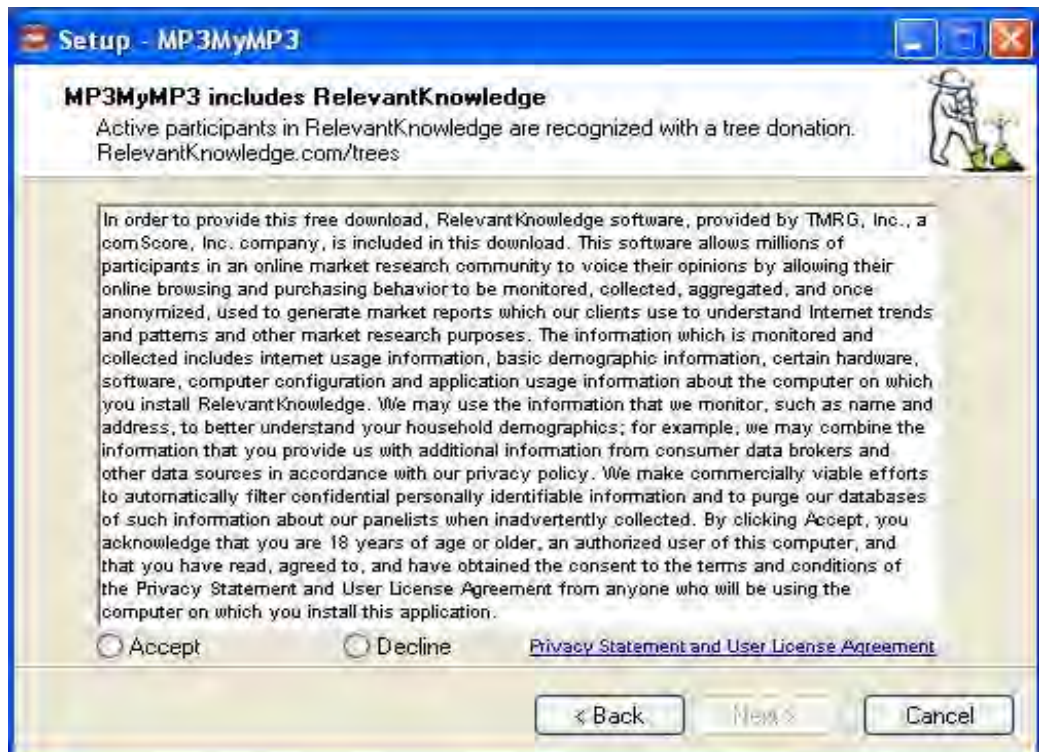 Setup - MP3MyMP3
MP3MyMP3 includes RelevantKnowledge
Active participants in RelevantKnowledge are recognized with a tree donation.
RelevantKnowledge.com/trees
In order to provide this free download, RelevantKnowledge software, provided by TMRG, Inc., a
comScore, Inc. company, is included in this download. This software allows millions of
participants in an online market research community to voice their opinions by allowing their
online browsing and purchasing behavior to be monitored, collected, aggregated, and once
anonymized, used to generate market reports which our clients use to understand Internet trends
and patterns and other market research purposes. The information which is monitored and
collected includes internet usage information, basic demographic information, certain hardware,
software, computer configuration and application usage information about the computer on which
you install RelevantKnowledge. We may use the information that we monitor, such as name and
address, to better understand your household demographics; for example, we may combine the
information that you provide us with additional information from consumer data brokers and
other data sources in accordance with our privacy policy. We make commercially viable efforts
to automatically filter confidential personally identifiable information and to purge our databases
of such information about our panelists when inadvertently collected. By clicking Accept, you
acknowledge that you are 18 years of age or older, an authorized user of this computer, and
that you have read, agreed to, and have obtained the consent to the terms and conditions of
the Privacy Statement and User License Agreement from anyone who will be using the
computer on which you install this application.
Accept Decline Privacy Statement and User License Agreement
< Back Next > Cancel